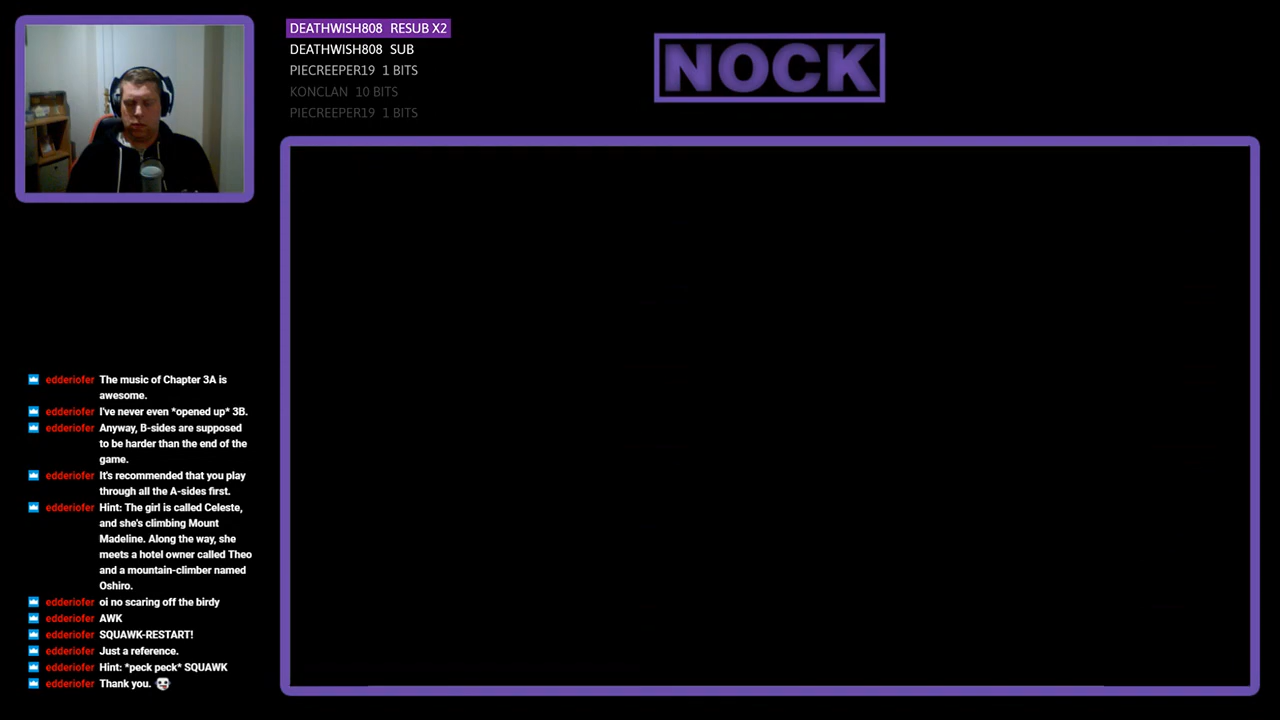 DEATHWISH808 RESUB X2
DEATHWISH808 SUB
PIECREEPER19 1 BITS
KONCLAN 10 BITS
PIECREEPER19 1 BITS
NOCK
edderiofer The music of Chapter 3A is
awesome.
edderiofer I've never even *opened up* 3B.
edderiofer Anyway, B-sides are supposed
to be harder than the end of the
game.
edderiofer It's recommended that you play
through all the A-sides first.
edderiofer Hint: The girl is called Celeste,
and she's climbing Mount
Madeline. Along the way, she
meets a hotel owner called Theo
and a mountain-climber named
Oshiro.
edderiofer oi no scaring off the birdy
edderiofer AWK
edderiofer SQUAWK-RESTART!
edderiofer Just a reference.
edderiofer Hint: *peck peck* SQUAWK
edderiofer Thank you.